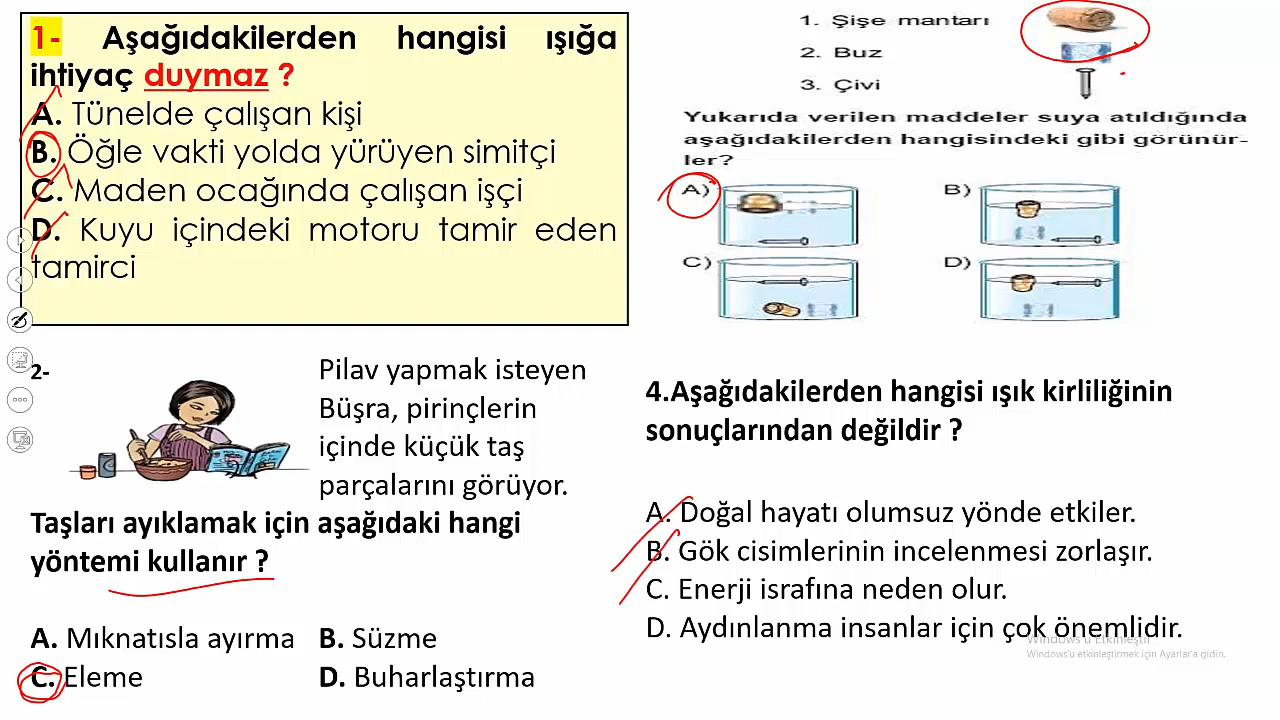 1- Aşağıdakilerden hangisi ışığa
ihtiyaç duymaz ?
A. Tünelde çalışan kişi
B. Öğle vakti yolda yürüyen simitçi
C. Maden ocağında çalışan işçi
D. Kuyu içindeki motoru tamir eden
tamirci
2-
Pilav yapmak isteyen
Büşra, pirinçlerin
içinde küçük taş
parçalarını görüyor.
Taşları ayıklamak için aşağıdaki hangi
yöntemi kullanır ?
A. Mıknatısla ayırma B. Süzme
C. Eleme D. Buharlaştırma
1. Şişe mantarı
2. Buz
3. Çivi
Yukarıda verilen maddeler suya atıldığında
aşağıdakilerden hangisindeki gibi görünür-
ler?
A) B)
C) D)
4.Aşağıdakilerden hangisi ışık kirliliğinin
sonuçlarından değildir ?
A. Doğal hayatı olumsuz yönde etkiler.
B. Gök cisimlerinin incelenmesi zorlaşır.
C. Enerji israfına neden olur.
D. Aydınlanma insanlar için çok önemlidir.
Windows'u Etkinleştir
Windows'u etkinleştirmek için Ayarlar'a gidin.